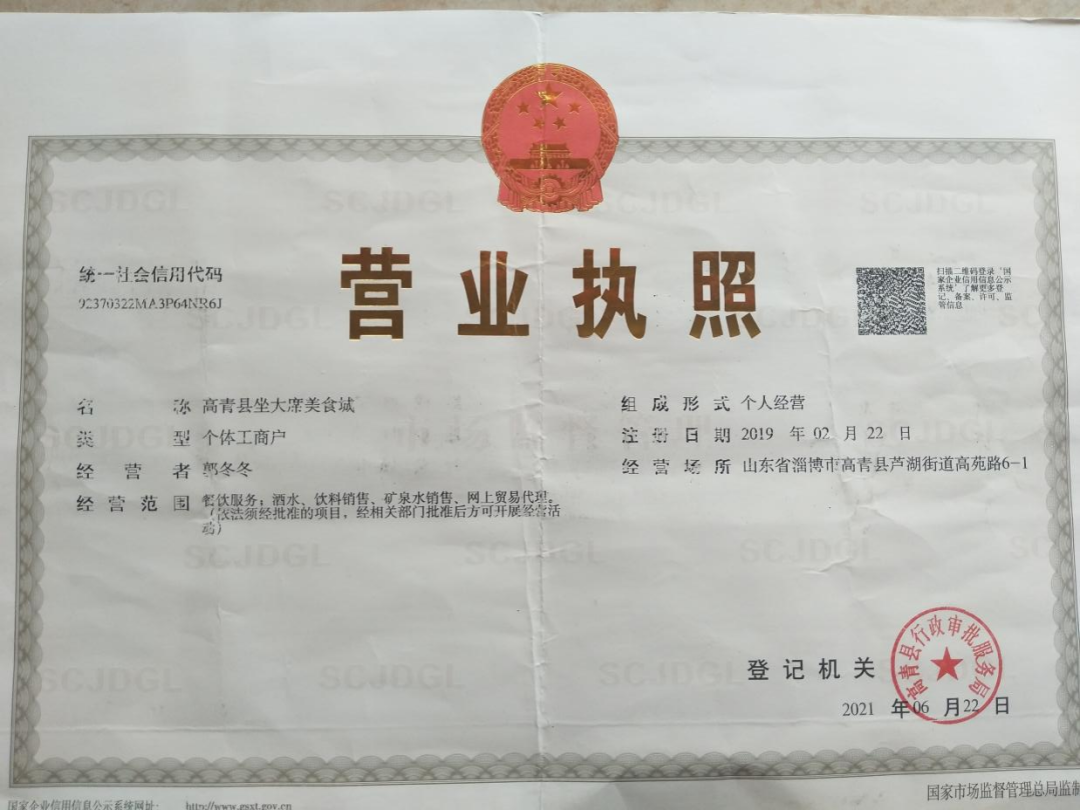 营业执照
统一社会信用代码
92370322MA3P64NR6J
扫描二维码登录“国
家企业信用信息公示
系统”了解更多登
记、备案、许可、监
管信息
名称 高青县坐大席美食城
类型 个体工商户
经营者 郭冬冬
经营范围 餐饮服务；酒水、饮料销售、矿泉水销售、网上贸易代理。
（依法须经批准的项目，经相关部门批准后方可开展经营活
动）
组成形式 个人经营
注册日期 2019 年 02 月 22 日
经营场所 山东省淄博市高青县芦湖街道高苑路6-1
登记机关
高青县行政审批服务局
2021 年 06 月 22 日
国家企业信用信息公示系统网址: http://www.gsxt.gov.cn
国家市场监督管理总局监制